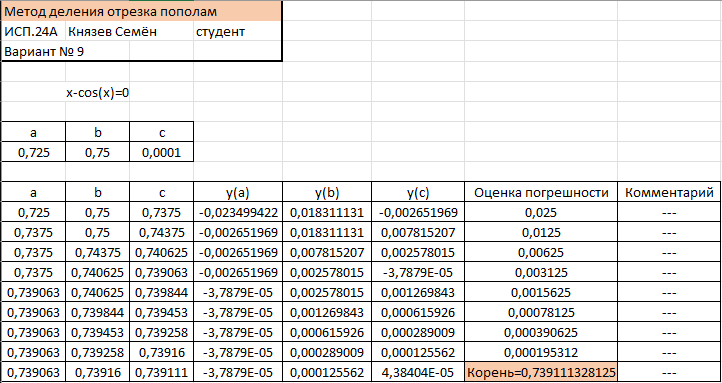 Метод деления отрезка пополам
ИСП.24А Князев Семён студент
Вариант № 9
x-cos(x)=0
a b c
0,725 0,75 0,0001
a b c y(a) y(b) y(c) Оценка погрешности Комментарий
0,725 0,75 0,7375 -0,023499422 0,018311131 -0,002651969 0,025 ---
0,7375 0,75 0,74375 -0,002651969 0,018311131 0,007815207 0,0125 ---
0,7375 0,74375 0,740625 -0,002651969 0,007815207 0,002578015 0,00625 ---
0,7375 0,740625 0,739063 -0,002651969 0,002578015 -3,7879E-05 0,003125 ---
0,739063 0,740625 0,739844 -3,7879E-05 0,002578015 0,001269843 0,0015625 ---
0,739063 0,739844 0,739453 -3,7879E-05 0,001269843 0,000615926 0,00078125 ---
0,739063 0,739453 0,739258 -3,7879E-05 0,000615926 0,000289009 0,000390625 ---
0,739063 0,739258 0,73916 -3,7879E-05 0,000289009 0,000125562 0,000195312 ---
0,739063 0,73916 0,739111 -3,7879E-05 0,000125562 4,38404E-05 Корень=0,739111328125 ---